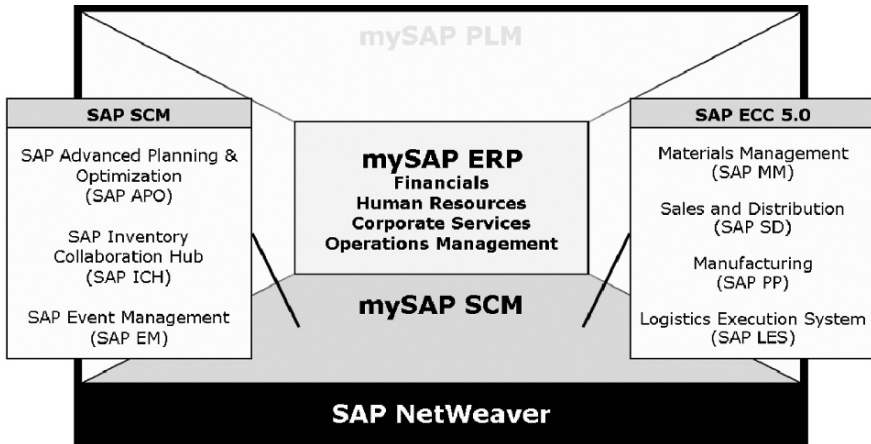 mySAP PLM
SAP SCM
SAP Advanced Planning &
Optimization
(SAP APO)
SAP Inventory
Collaboration Hub
(SAP ICH)
SAP Event Management
(SAP EM)
mySAP ERP
Financials
Human Resources
Corporate Services
Operations Management
mySAP SCM
SAP ECC 5.0
Materials Management
(SAP MM)
Sales and Distribution
(SAP SD)
Manufacturing
(SAP PP)
Logistics Execution System
(SAP LES)
SAP NetWeaver